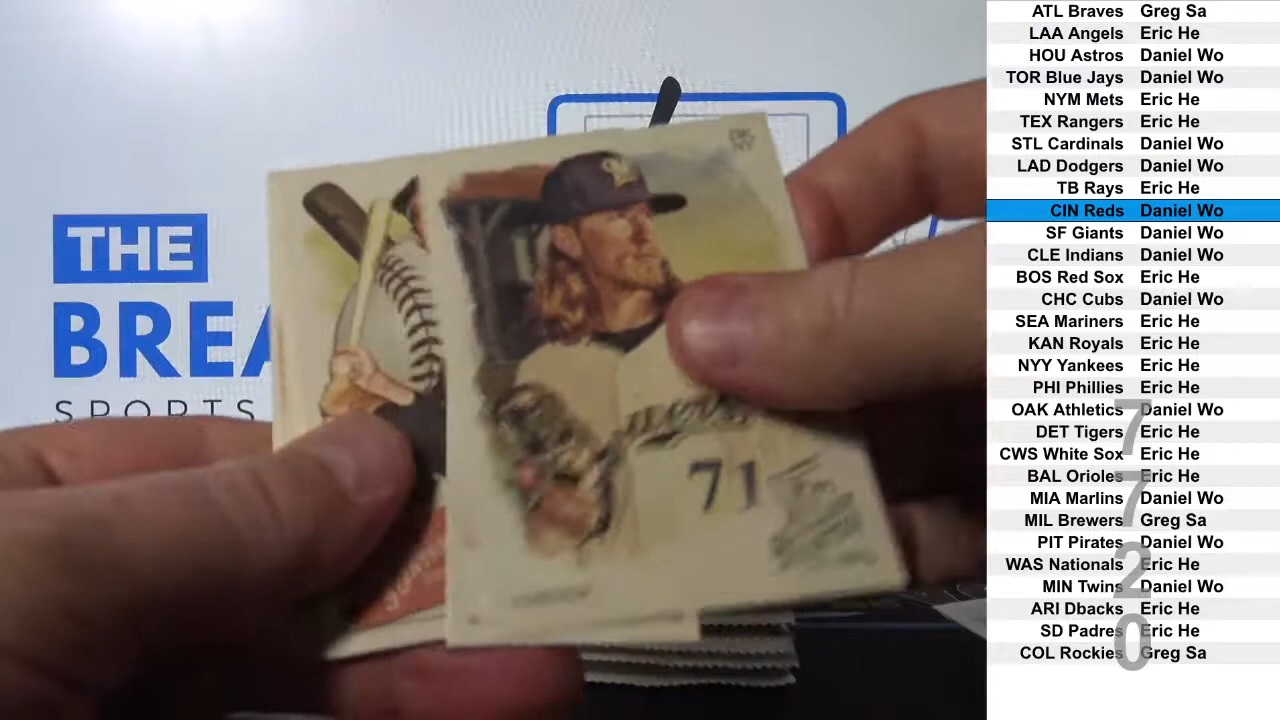 THE
BREA
SPORTS
71
ATL Braves Greg Sa
LAA Angels Eric He
HOU Astros Daniel Wo
TOR Blue Jays Daniel Wo
NYM Mets Eric He
TEX Rangers Eric He
STL Cardinals Daniel Wo
LAD Dodgers Daniel Wo
TB Rays Eric He
CIN Reds Daniel Wo
SF Giants Daniel Wo
CLE Indians Daniel Wo
BOS Red Sox Eric He
CHC Cubs Daniel Wo
SEA Mariners Eric He
KAN Royals Eric He
NYY Yankees Eric He
PHI Phillies Eric He
OAK Athletics Daniel Wo
DET Tigers Eric He
CWS White Sox Eric He
BAL Orioles Eric He
MIA Marlins Daniel Wo
MIL Brewers Greg Sa
PIT Pirates Daniel Wo
WAS Nationals Eric He
MIN Twins Daniel Wo
ARI Dbacks Eric He
SD Padres Eric He
COL Rockies Greg Sa
7
7
2
0